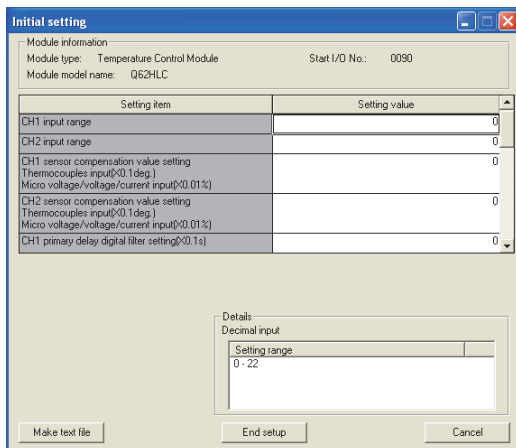 Initial setting
Module information
Module type: Temperature Control Module Start I/O No.: 0090
Module model name: Q62HLC
Setting item Setting value
CH1 input range 0
CH2 input range 0
CH1 sensor compensation value setting 0
Thermocouples input(X0.1deg.)
Micro voltage/voltage/current input(X0.01%)
CH2 sensor compensation value setting 0
Thermocouples input(X0.1deg.)
Micro voltage/voltage/current input(X0.01%)
CH1 primary delay digital filter setting(X0.1s) 0
Details
Decimal input
Setting range
0 - 22
Make text file End setup Cancel